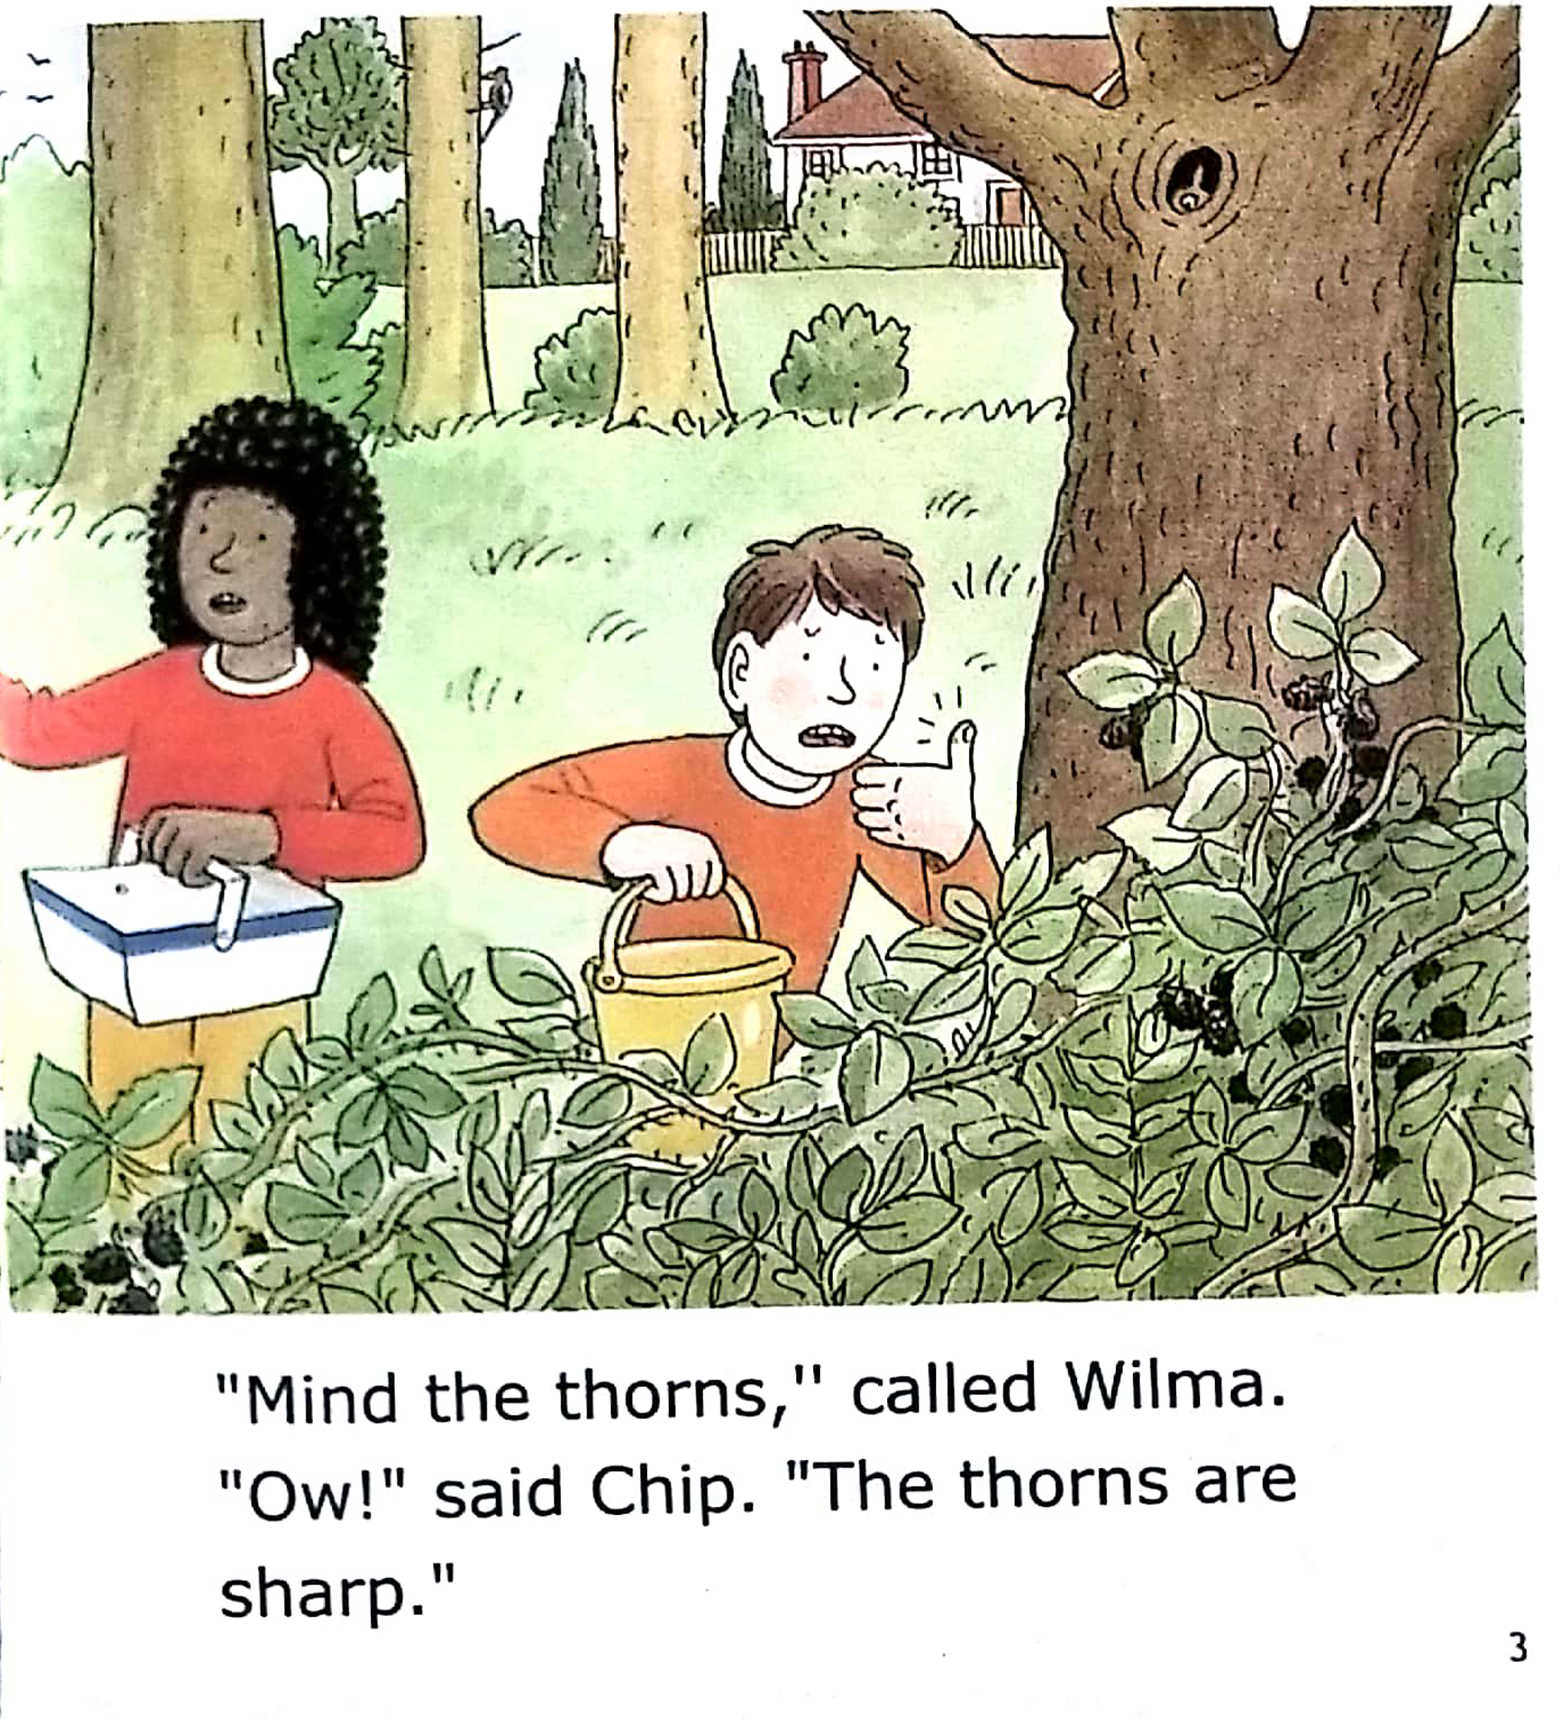 "Mind the thorns," called Wilma.
"Ow!" said Chip. "The thorns are
sharp."
3